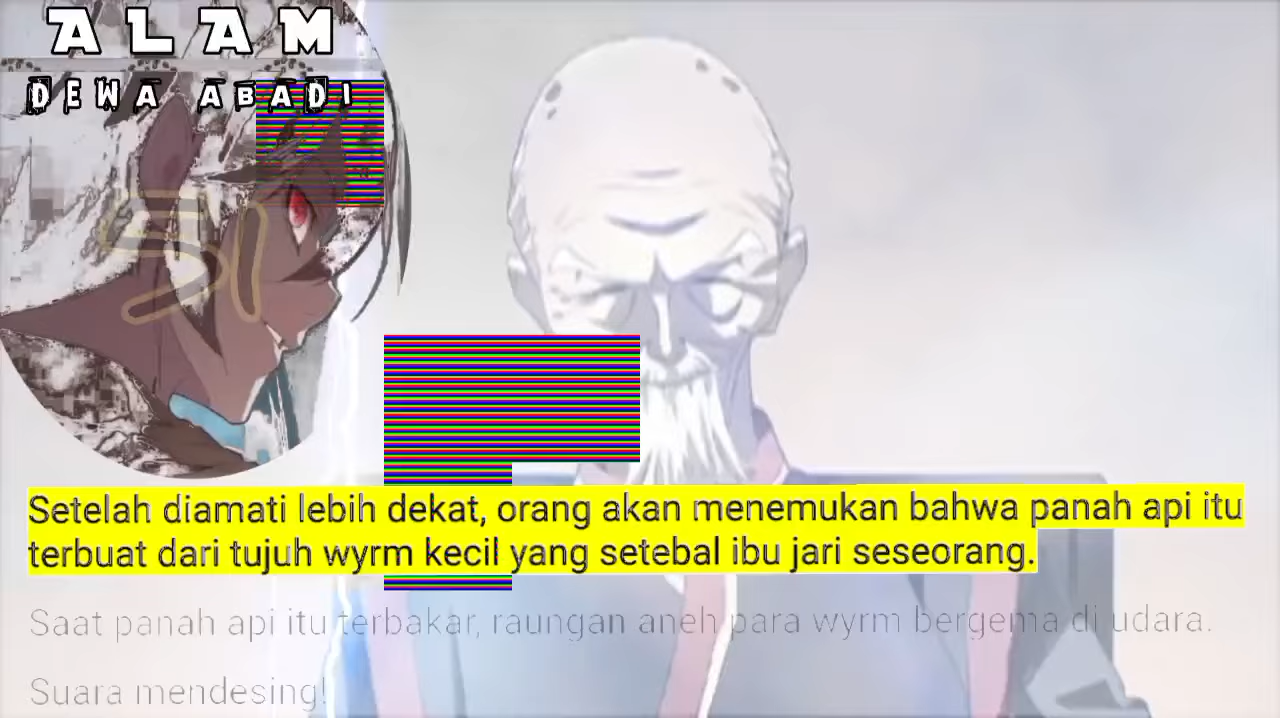 ALAM
DEWA ABADI
51
Setelah diamati lebih dekat, orang akan menemukan bahwa panah api itu
terbuat dari tujuh wyrm kecil yang setebal ibu jari seseorang.
Saat panah api itu terbakar, raungan aneh para wyrm bergema di udara.
Suara mendesing!